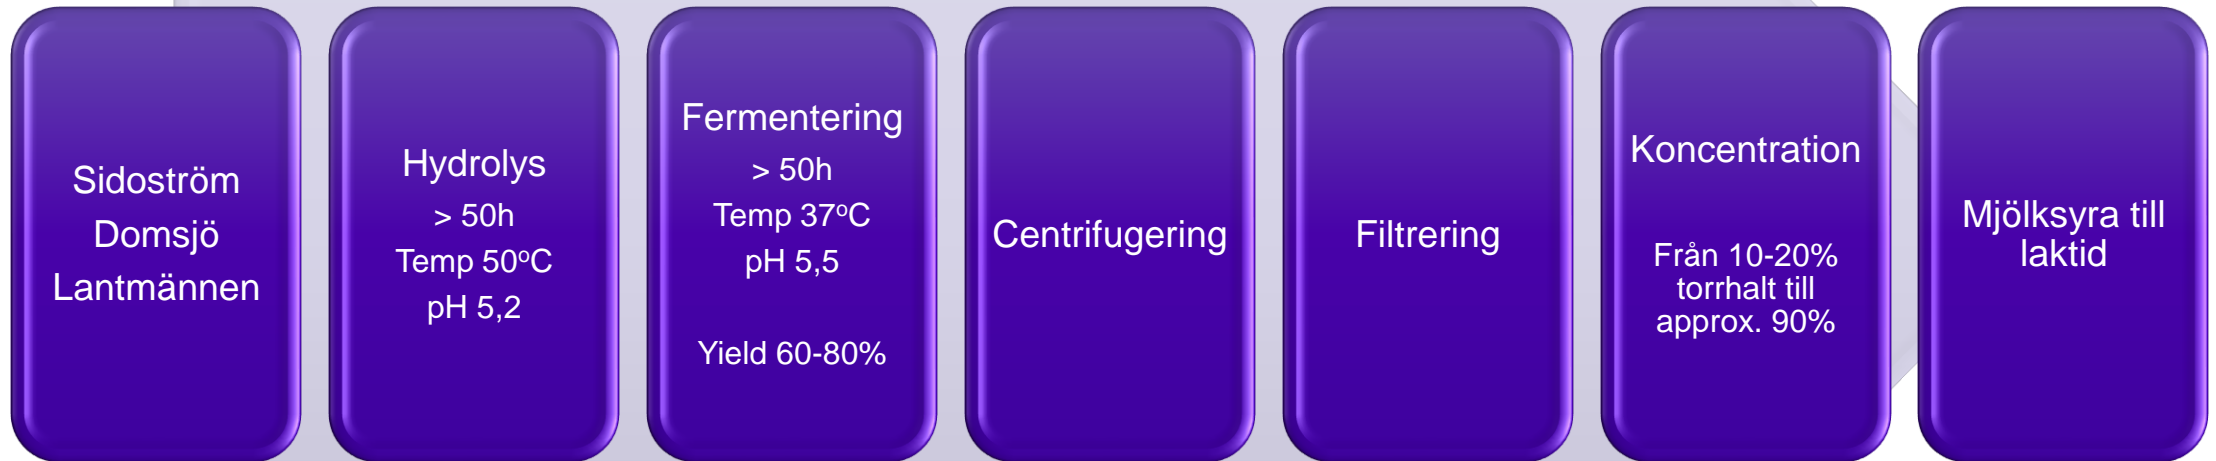 Sidoström
Domsjö
Lantmännen
Hydrolys
> 50h
Temp 50ºC
pH 5,2
Fermentering
> 50h
Temp 37ºC
pH 5,5
Yield 60-80%
Centrifugering
Filtrering
Koncentration
Från 10-20%
torrhalt till
approx. 90%
Mjölksyra till
laktid